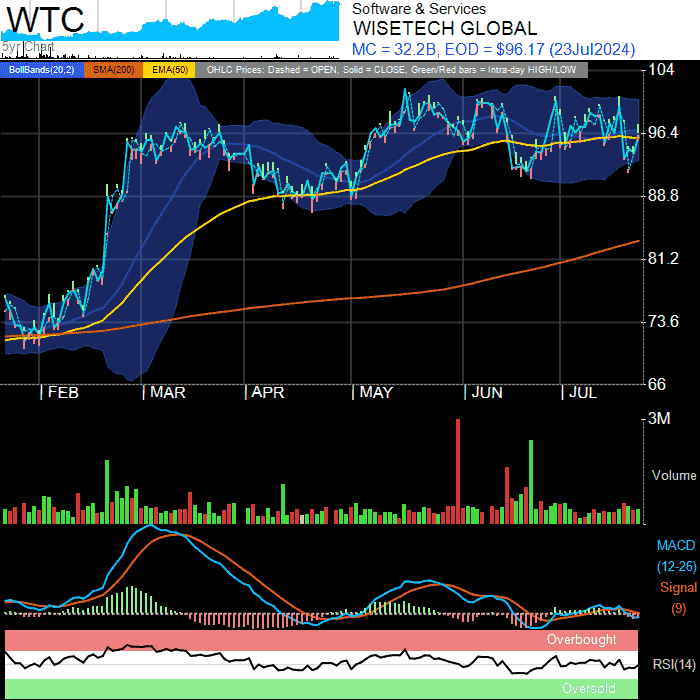 WTC
5yr Chart
Software & Services
WISETECH GLOBAL
MC = 32.2B, EOD = $96.17 (23Jul2024)
BollBands(20,2) SMA(200) EMA(50) OHLC Prices: Dashed = OPEN, Solid = CLOSE, Green/Red bars = Intra-day HIGH/LOW
104
96.4
88.8
81.2
73.6
66
FEB MAR APR MAY JUN JUL
3M
Volume
MACD
(12-26)
Signal
(9)
Overbought
RSI(14)
Oversold